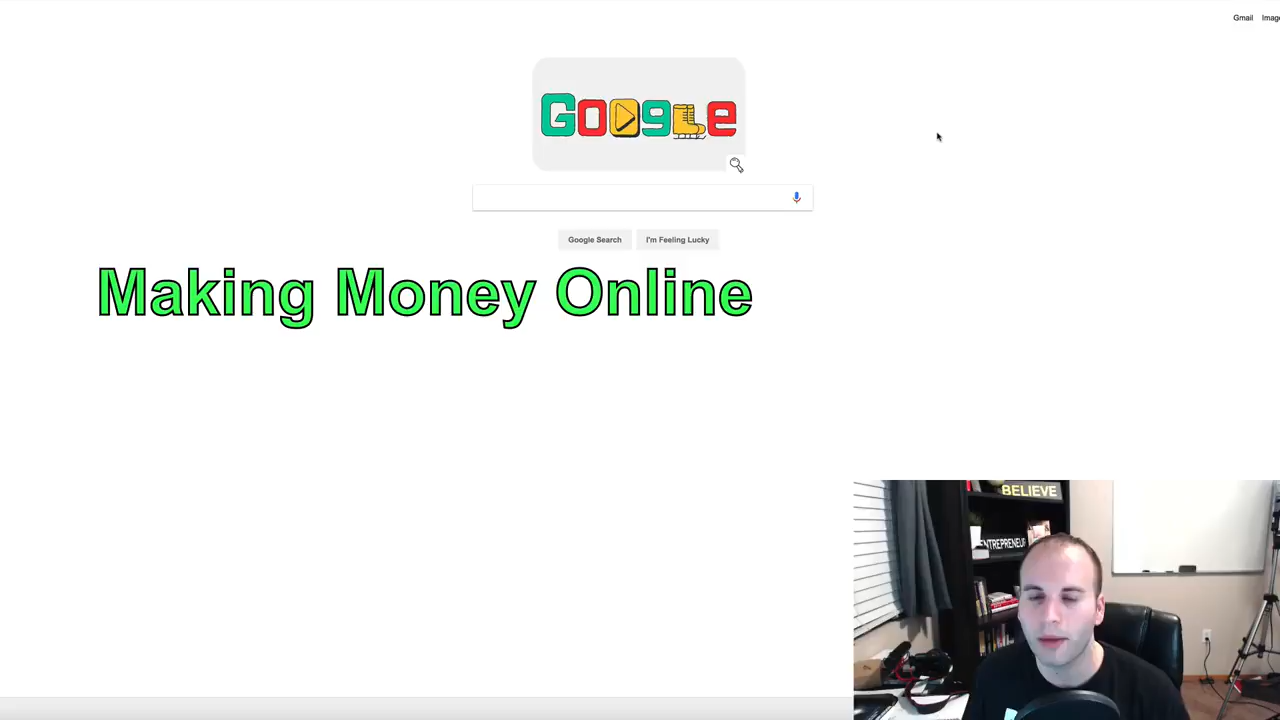 Gmail
Google
Google Search
I'm Feeling Lucky
Making Money Online
BELIEVE
ENTREPRENEUR